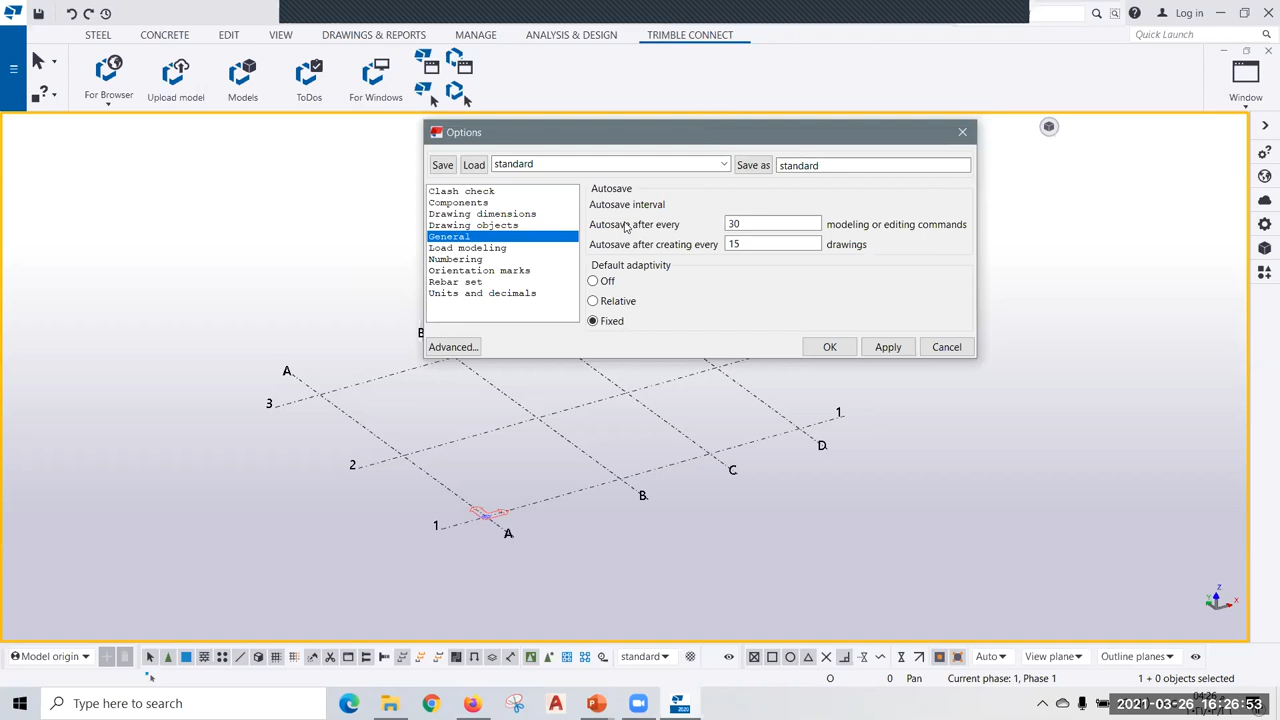 Log in
STEEL CONCRETE EDIT VIEW DRAWINGS & REPORTS MANAGE ANALYSIS & DESIGN TRIMBLE CONNECT
Quick Launch
For Browser Upload model Models ToDos For Windows Window
Options
Save Load standard Save as standard
Clash check
Components
Drawing dimensions
Drawing objects
General
Load modeling
Numbering
Orientation marks
Rebar set
Units and decimals
Autosave
Autosave interval
Autosave after every 30 modeling or editing commands
Autosave after creating every 15 drawings
Default adaptivity
Off
Relative
Fixed
Advanced... OK Apply Cancel
B
A
3
1
D
2
C
B
1
A
Z
Y X
Model origin standard Auto View plane Outline planes
O 0 Pan Current phase: 1, Phase 1 1 + 0 objects selected
Type here to search
2020
04:26
2021-03-26 16:26:53